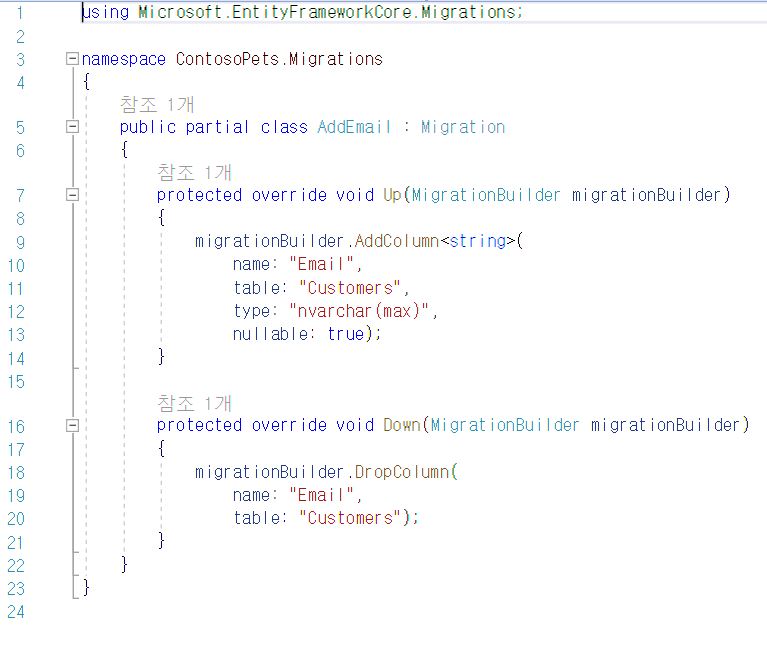 1 using Microsoft.EntityFrameworkCore.Migrations;
2
3 namespace ContosoPets.Migrations
4 {
참조 1개
5 public partial class AddEmail : Migration
6 {
참조 1개
7 protected override void Up(MigrationBuilder migrationBuilder)
8 {
9 migrationBuilder.AddColumn<string>(
10 name: "Email",
11 table: "Customers",
12 type: "nvarchar(max)",
13 nullable: true);
14 }
15
참조 1개
16 protected override void Down(MigrationBuilder migrationBuilder)
17 {
18 migrationBuilder.DropColumn(
19 name: "Email",
20 table: "Customers");
21 }
22 }
23 }
24